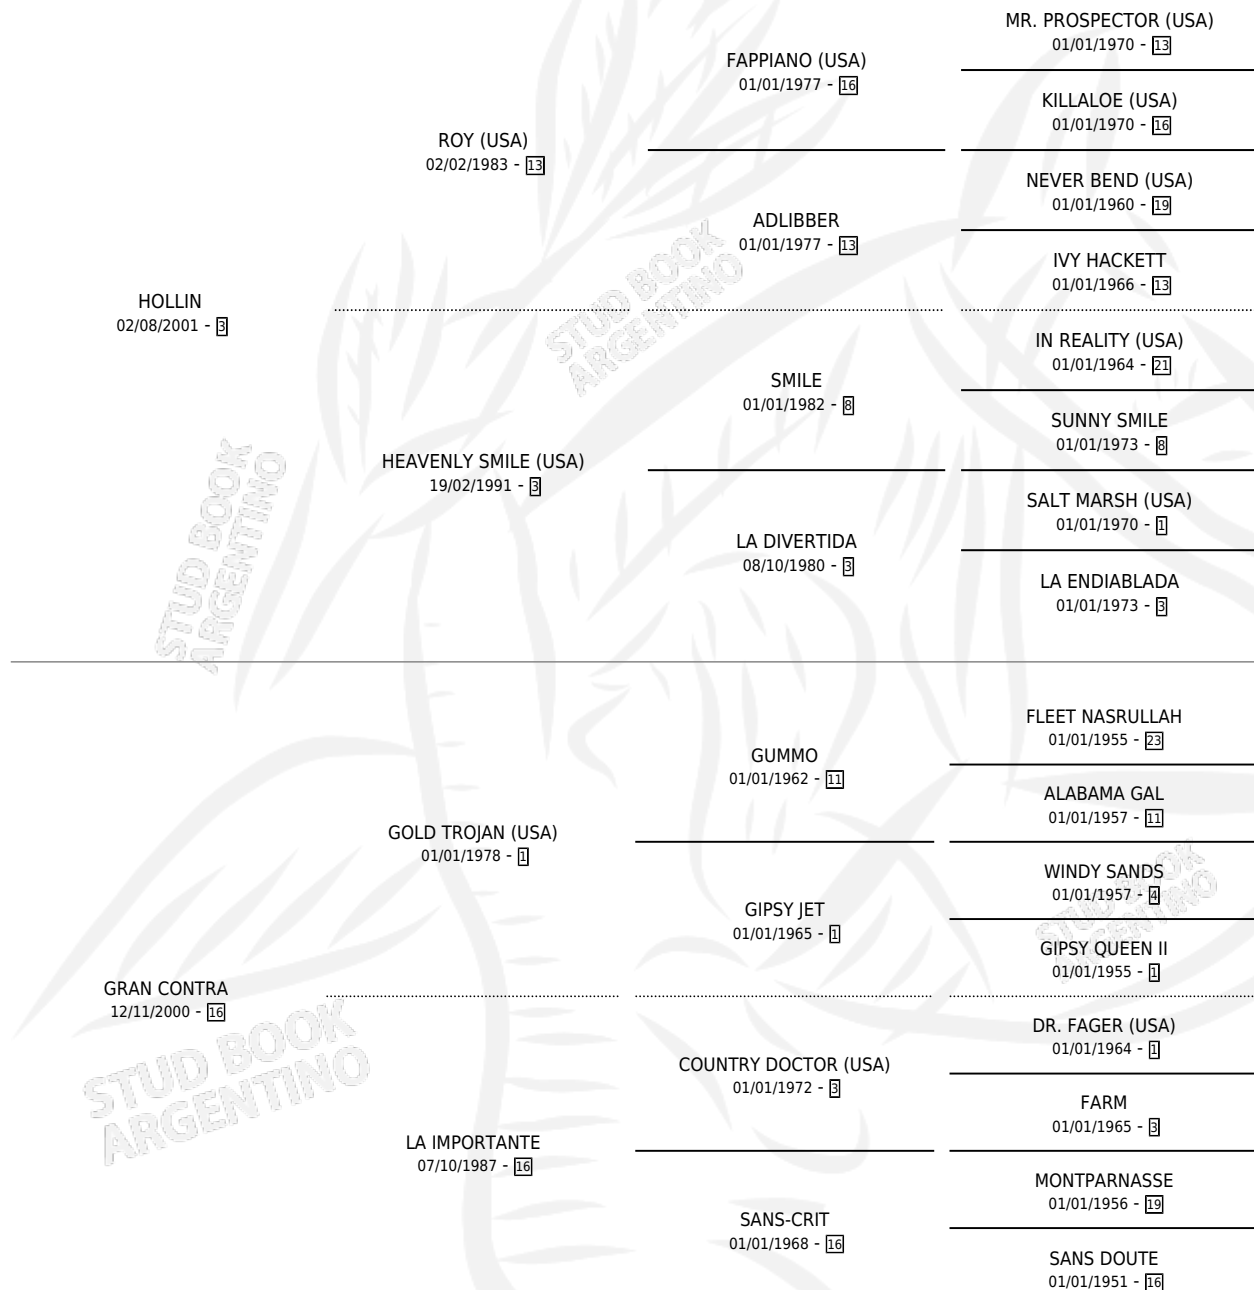 MR. PROSPECTOR (USA)
01/01/1970 - 13
FAPPIANO (USA)
01/01/1977 - 16
KILLALOE (USA)
01/01/1970 - 16
ROY (USA)
02/02/1983 - 13
NEVER BEND (USA)
01/01/1960 - 19
ADLIBBER
01/01/1977 - 13
IVY HACKETT
01/01/1966 - 13
HOLLIN
02/08/2001 - 3
IN REALITY (USA)
01/01/1964 - 21
SMILE
01/01/1982 - 8
SUNNY SMILE
01/01/1973 - 8
HEAVENLY SMILE (USA)
19/02/1991 - 3
SALT MARSH (USA)
01/01/1970 - 1
LA DIVERTIDA
08/10/1980 - 3
LA ENDIABLADA
01/01/1973 - 3
FLEET NASRULLAH
01/01/1955 - 23
GUMMO
01/01/1962 - 11
ALABAMA GAL
01/01/1957 - 11
GOLD TROJAN (USA)
01/01/1978 - 1
WINDY SANDS
01/01/1957 - 4
GIPSY JET
01/01/1965 - 1
GIPSY QUEEN II
01/01/1955 - 1
GRAN CONTRA
12/11/2000 - 16
DR. FAGER (USA)
01/01/1964 - 1
COUNTRY DOCTOR (USA)
01/01/1972 - 3
FARM
01/01/1965 - 3
LA IMPORTANTE
07/10/1987 - 16
MONTPARNASSE
01/01/1956 - 19
SANS-CRIT
01/01/1968 - 16
SANS DOUTE
01/01/1951 - 16
STUD BOOK
ARGENTINO
STUD BOOK
ARGENTINO
STUD BOOK
ARGENTINO
STUD BOOK
ARGENTINO